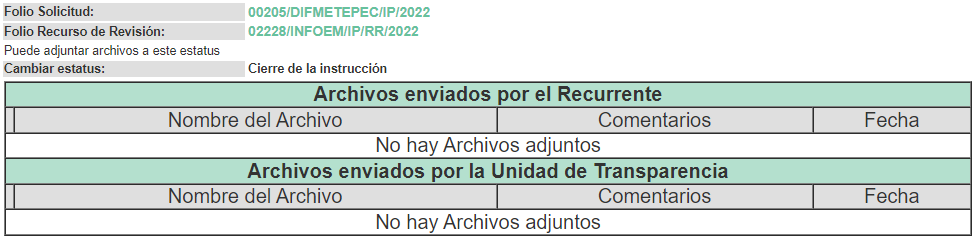 Folio Solicitud: 00205/DIFMETEPEC/IP/2022
Folio Recurso de Revisión: 02228/INFOEM/IP/RR/2022
Puede adjuntar archivos a este estatus
Cambiar estatus: Cierre de la instrucción
Archivos enviados por el Recurrente
Nombre del Archivo Comentarios Fecha
No hay Archivos adjuntos
Archivos enviados por la Unidad de Transparencia
Nombre del Archivo Comentarios Fecha
No hay Archivos adjuntos